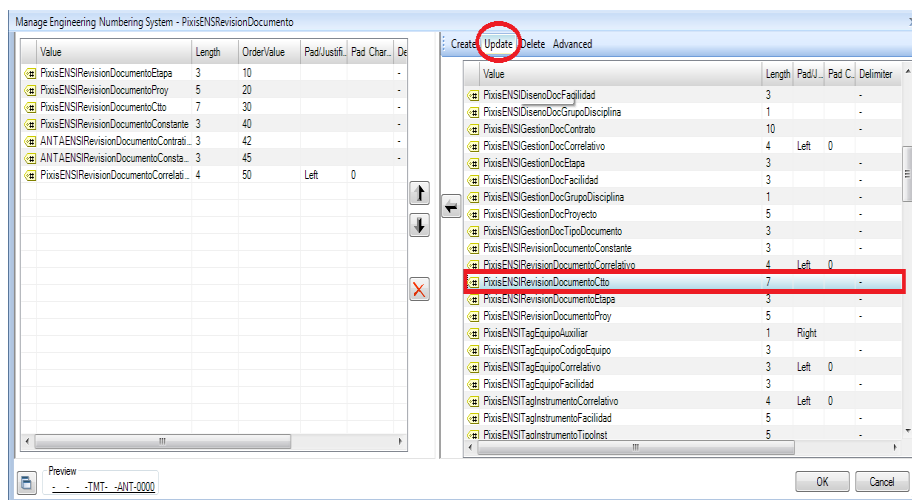 Manage Engineering Numbering System - PixisENSRevisionDocumento
Value Length OrderValue Pad/Justifi... Pad Char... De
PixisENSIRevisionDocumentoEtapa 3 10 -
PixisENSIRevisionDocumentoProy 5 20 -
PixisENSIRevisionDocumentoCtto 7 30 -
PixisENSIRevisionDocumentoConstante 3 40 -
ANTAENSIRevisionDocumentoContrati... 3 42 -
ANTAENSIRevisionDocumentoConsta... 3 45 -
PixisENSIRevisionDocumentoCorrelati... 4 50 Left 0
Create Update Delete Advanced
Value Length Pad/J... Pad C... Delimiter
PixisENSIDisenoDocFacilidad 3 -
PixisENSIDisenoDocGrupoDisciplina 1 -
PixisENSIGestionDocContrato 10 -
PixisENSIGestionDocCorrelativo 4 Left 0
PixisENSIGestionDocEtapa 3 -
PixisENSIGestionDocFacilidad 3 -
PixisENSIGestionDocGrupoDisciplina 1 -
PixisENSIGestionDocProyecto 5 -
PixisENSIGestionDocTipoDocumento 3 -
PixisENSIRevisionDocumentoConstante 3 -
PixisENSIRevisionDocumentoCorrelativo 4 Left 0
PixisENSIRevisionDocumentoCtto 7 -
PixisENSIRevisionDocumentoEtapa 3 -
PixisENSIRevisionDocumentoProy 5 -
PixisENSITagEquipoAuxiliar 1 Right
PixisENSITagEquipoCodigoEquipo 3 -
PixisENSITagEquipoCorrelativo 3 Left 0
PixisENSITagEquipoFacilidad 3 -
PixisENSITagInstrumentoCorrelativo 4 Left 0
PixisENSITagInstrumentoFacilidad 5 -
PixisENSITagInstrumentoTipoInst 5 -
Preview
- - -TMT- -ANT-0000
OK Cancel